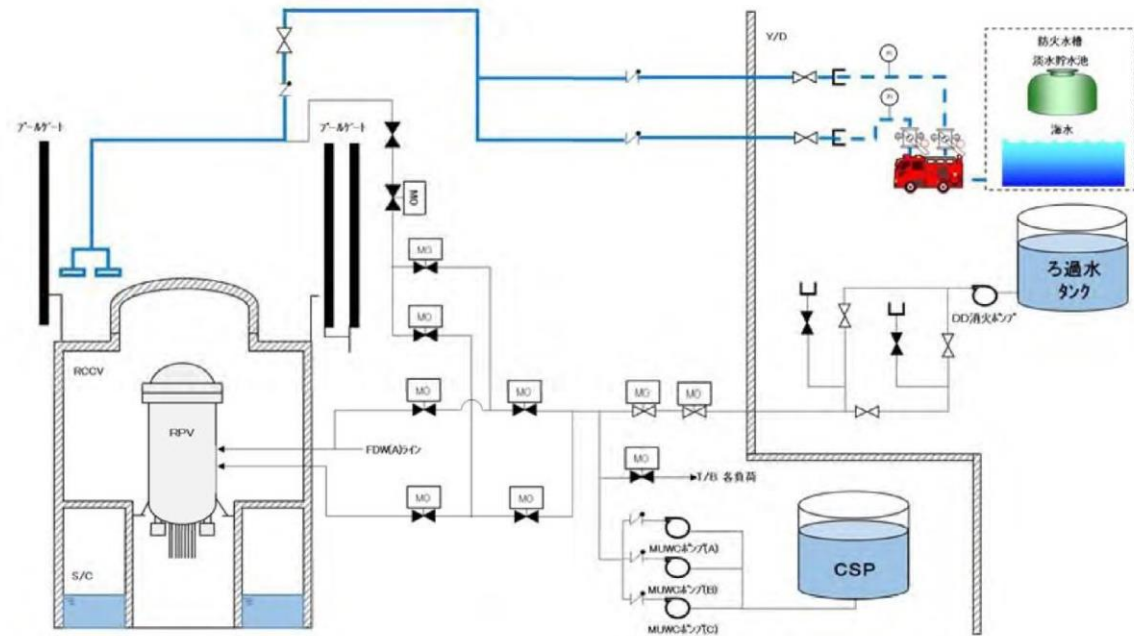 Y/D
防火水槽
淡水貯水池
海水
PI
PI
プールゲート
プールゲート
MO
MO
MO
ろ過水
タンク
DD消火ポンプ
RCCV
RPV
MO
MO
MO
MO
FDW(A)ライン
MO
T/B 各負荷
MO
MO
MUWCポンプ(A)
MUWCポンプ(B)
MUWCポンプ(C)
CSP
S/C